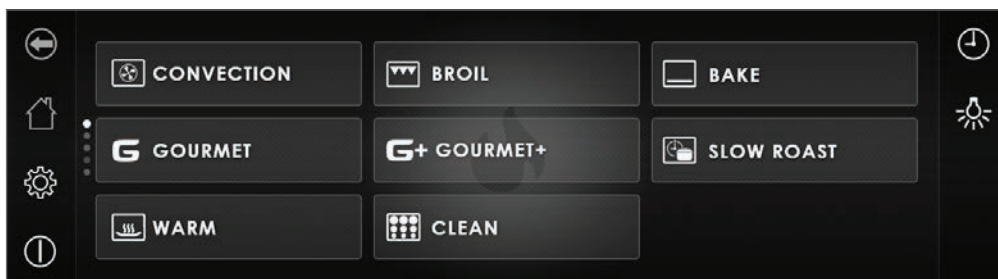 CONVECTION
BROIL
BAKE
G GOURMET
G+ GOURMET+
SLOW ROAST
WARM
CLEAN